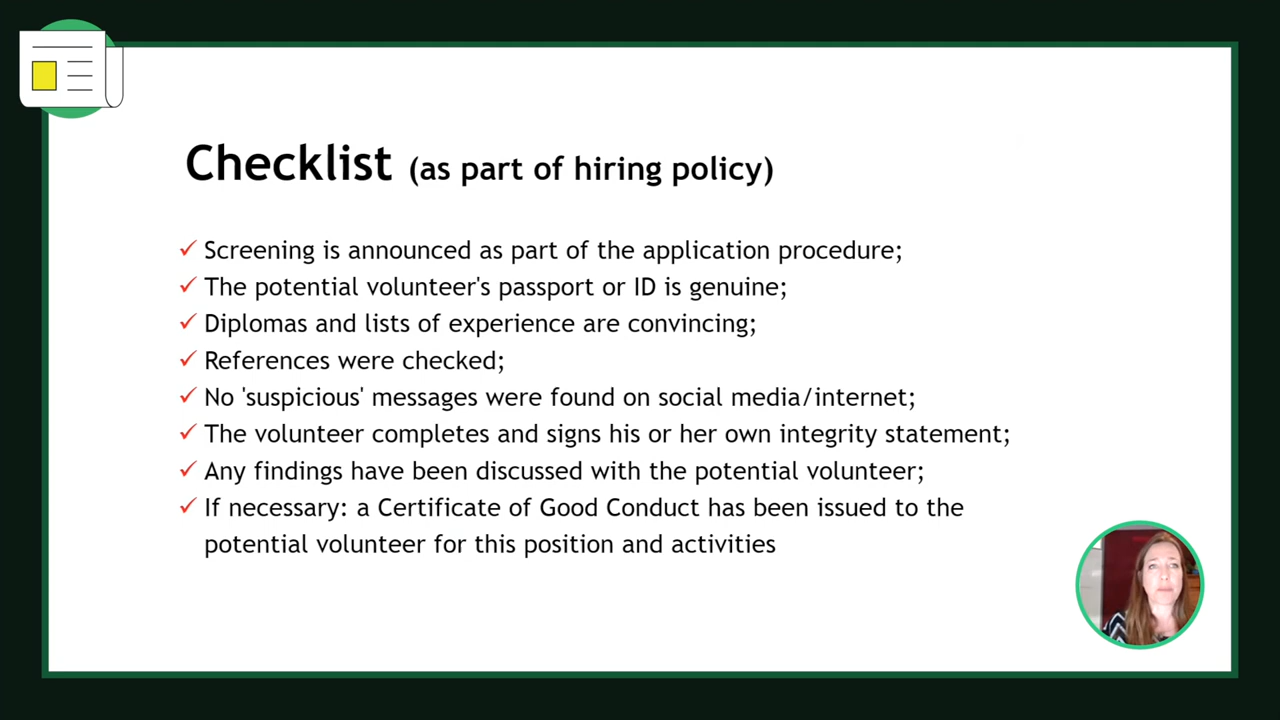 Checklist (as part of hiring policy)
✓ Screening is announced as part of the application procedure;
✓ The potential volunteer's passport or ID is genuine;
✓ Diplomas and lists of experience are convincing;
✓ References were checked;
✓ No 'suspicious' messages were found on social media/internet;
✓ The volunteer completes and signs his or her own integrity statement;
✓ Any findings have been discussed with the potential volunteer;
✓ If necessary: a Certificate of Good Conduct has been issued to the
potential volunteer for this position and activities